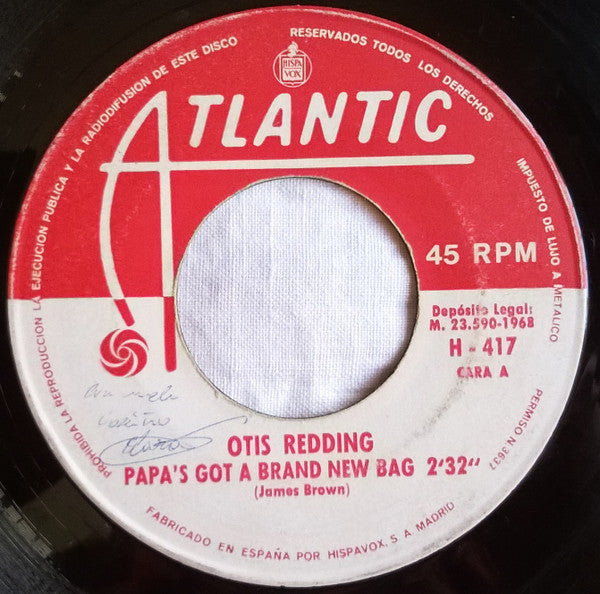 RESERVADOS TODOS LOS DERECHOS
IMPUESTO DE LUJO A METALICO
PERMISO N.3637
PROHIBIDA LA REPRODUCCION LA EJECUCION PUBLICA Y LA RADIODIFUSION DE ESTE DISCO
HISPA
VOX
ATLANTIC
45 RPM
Depósito Legal:
M. 23.590-1968
H - 417
CARA A
OTIS REDDING
PAPA'S GOT A BRAND NEW BAG 2'32"
(James Brown)
FABRICADO EN ESPAÑA POR HISPAVOX, S. A. MADRID